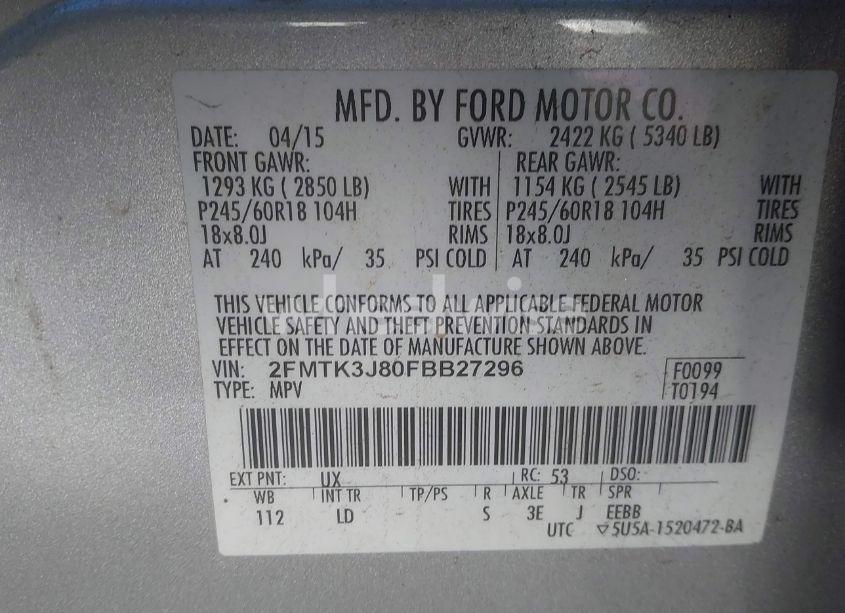 MFD. BY FORD MOTOR CO.
DATE: 04/15 GVWR: 2422 KG ( 5340 LB)
FRONT GAWR: REAR GAWR:
1293 KG ( 2850 LB) WITH 1154 KG ( 2545 LB) WITH
P245/60R18 104H TIRES P245/60R18 104H TIRES
18x8.0J RIMS 18x8.0J RIMS
AT 240 kPa/ 35 PSI COLD AT 240 kPa/ 35 PSI COLD
THIS VEHICLE CONFORMS TO ALL APPLICABLE FEDERAL MOTOR
VEHICLE SAFETY AND THEFT PREVENTION STANDARDS IN
EFFECT ON THE DATE OF MANUFACTURE SHOWN ABOVE.
VIN: 2FMTK3J80FBB27296 F0099
TYPE: MPV T0194
EXT PNT: UX RC: 53 DSO:
WB INT TR TP/PS R AXLE TR SPR
112 LD S 3E J EEBB
UTC ▽5U5A-1520472-BA